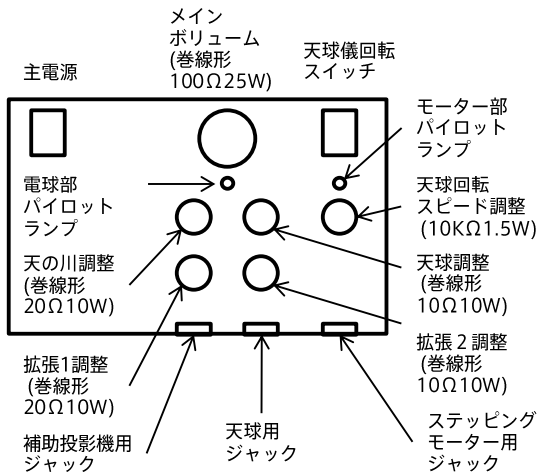 メイン
ボリューム
(巻線形
100Ω25W)
主電源
天球儀回転
スイッチ
モーター部
パイロット
ランプ
電球部
パイロット
ランプ
天球回転
スピード調整
(10KΩ1.5W)
天の川調整
(巻線形
20Ω10W)
天球調整
(巻線形
10Ω10W)
拡張1調整
(巻線形
20Ω10W)
拡張２調整
(巻線形
10Ω10W)
補助投影機用
ジャック
天球用
ジャック
ステッピング
モーター用
ジャック